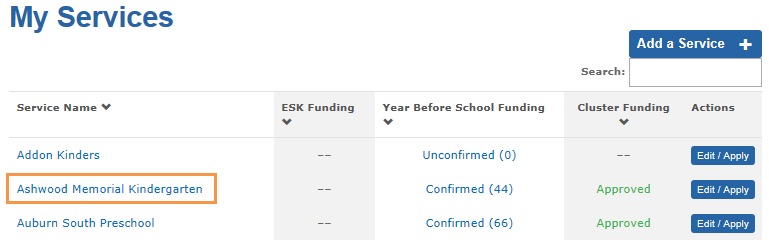 My Services
Add a Service +
Search:
Service Name ESK Funding Year Before School Funding Cluster Funding Actions
Addon Kinders -- Unconfirmed (0) -- Edit / Apply
Ashwood Memorial Kindergarten -- Confirmed (44) Approved Edit / Apply
Auburn South Preschool -- Confirmed (66) Approved Edit / Apply